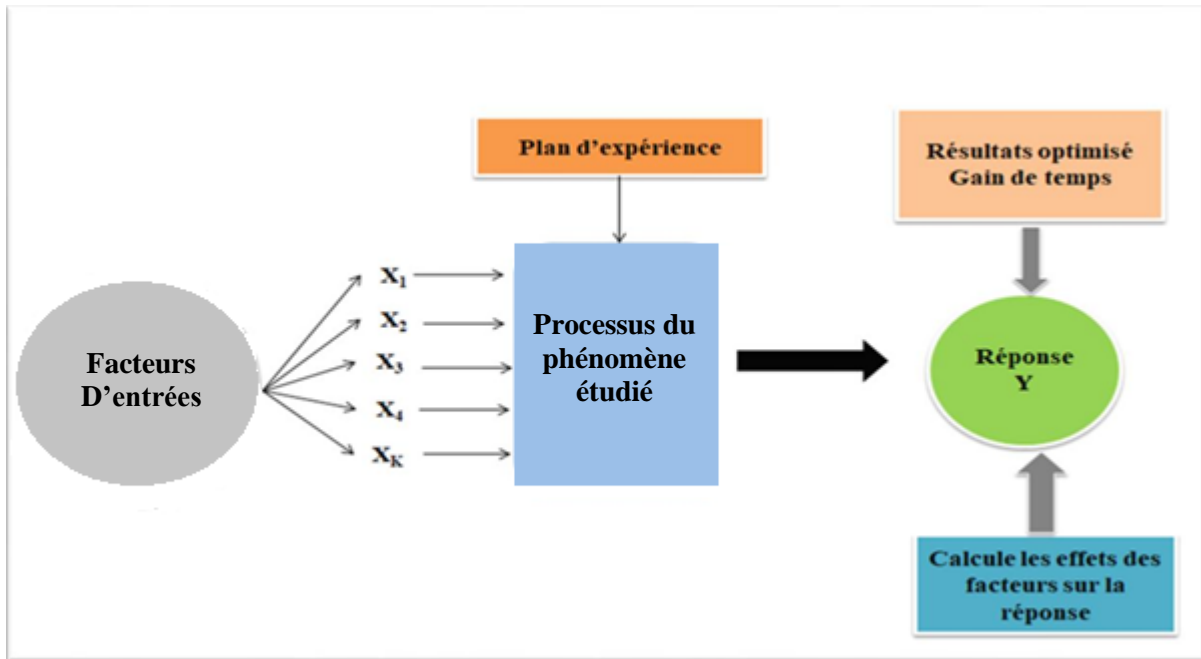 Plan d'expérience
Résultats optimisé
Gain de temps
Facteurs
D'entrées
X₁
X₂
X₃
X₄
X_K
Processus du
phénomène
étudié
Réponse
Y
Calcule les effets des
facteurs sur la
réponse